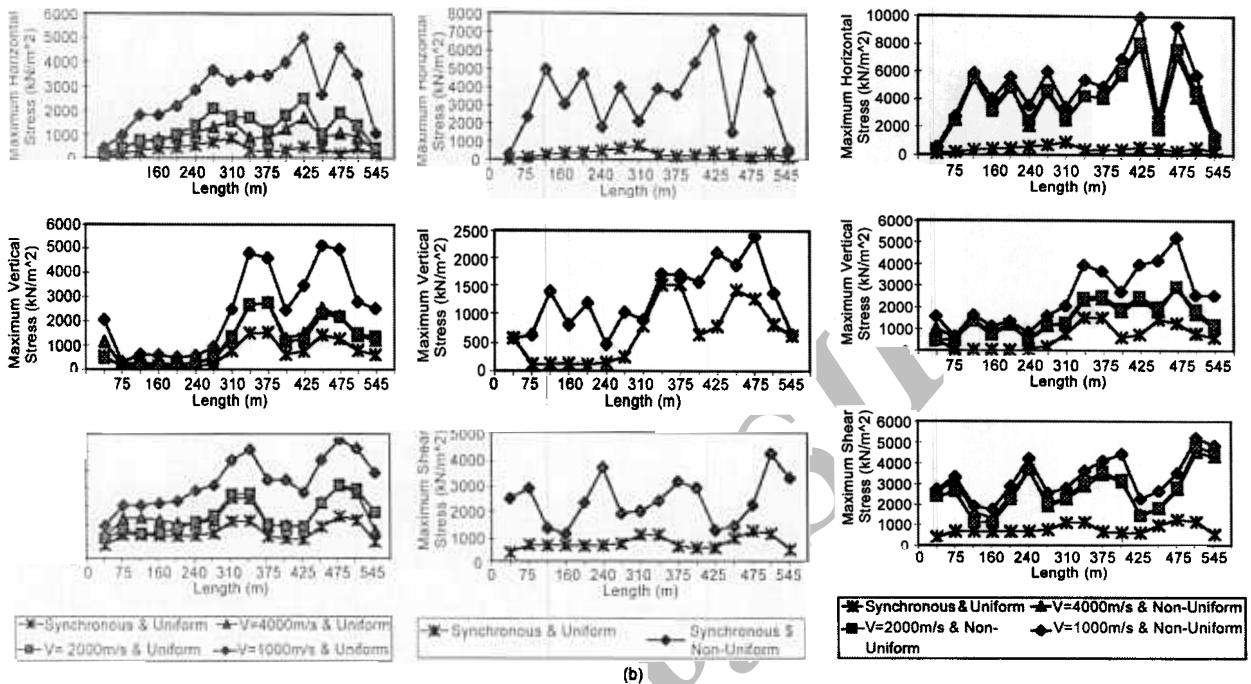 Maximum Horizontal
Stress (kN/m^2)
6000
5000
4000
3000
2000
1000
0
75 160 240 310 375 425 475 545
Length (m)
Maximum Horizontal
Stress (kN/m^2)
8000
7000
6000
5000
4000
3000
2000
1000
0
0 75 160 240 310 375 425 475 545
Length (m)
Maximum Horizontal
Stress (kN/m^2)
10000
8000
6000
4000
2000
0
75 160 240 310 375 425 475 545
Length (m)
Maximum Vertical
Stress (kN/m^2)
6000
5000
4000
3000
2000
1000
0
75 160 240 310 375 425 475 545
Length (m)
Maximum Vertical
Stress (kN/m^2)
2500
2000
1500
1000
500
0
0 75 160 240 310 375 425 475 545
Length (m)
Maximum Vertical
Stress (kN/m^2)
6000
5000
4000
3000
2000
1000
0
75 160 240 310 375 425 475 545
Length (m)
0 75 160 240 310 375 425 475 545
Length (m)
Maximum Shear
Stress (kN/m^2)
5000
4000
3000
2000
1000
0
0 75 160 240 310 375 425 475 545
Length (m)
Maximum Shear
Stress (kN/m^2)
6000
5000
4000
3000
2000
1000
0
75 160 240 310 375 425 475 545
Length (m)
Synchronous & Uniform V=4000m/s & Uniform
V= 2000m/s & Uniform V=1000m/s & Uniform
Synchronous & Uniform Synchronous $
Non-Uniform
Synchronous & Uniform V=4000m/s & Non-Uniform
V=2000m/s & Non- V=1000m/s & Non-Uniform
Uniform
(b)